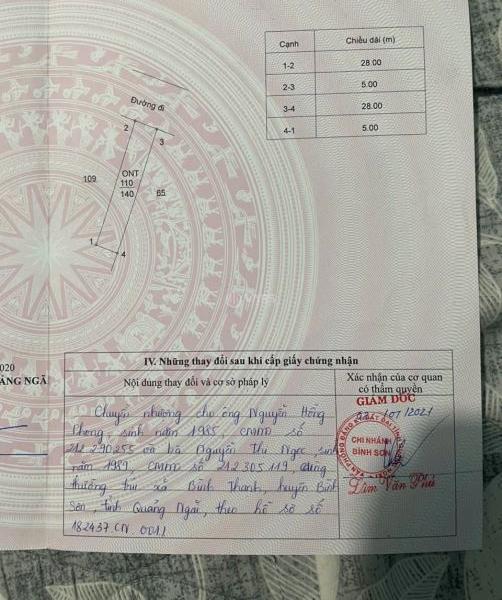 Cạnh Chiều dài (m)
1-2 28.00
2-3 5.00
3-4 28.00
4-1 5.00
Đường đi
2
3
ONT
109
110
65
140
1
4
020
ẢNG NGÃ
IV. Những thay đổi sau khi cấp giấy chứng nhận
Nội dung thay đổi và cơ sở pháp lý
Xác nhận của cơ quan
có thẩm quyền
Chuyển nhượng cho ông Nguyễn Hồng
Phong, sinh năm 1985, CMND số
212290255 và bà Nguyễn Thị Ngọc, sinh
năm 1989, CMND số 212305119, cùng
thường trú xã Bình Thanh, huyện Bình
Sơn, tỉnh Quảng Ngãi, theo hồ sơ số
182437.CN.0011
GIÁM ĐỐC
/07/2021
CHI NHÁNH
BÌNH SƠN
Lâm Văn Phú